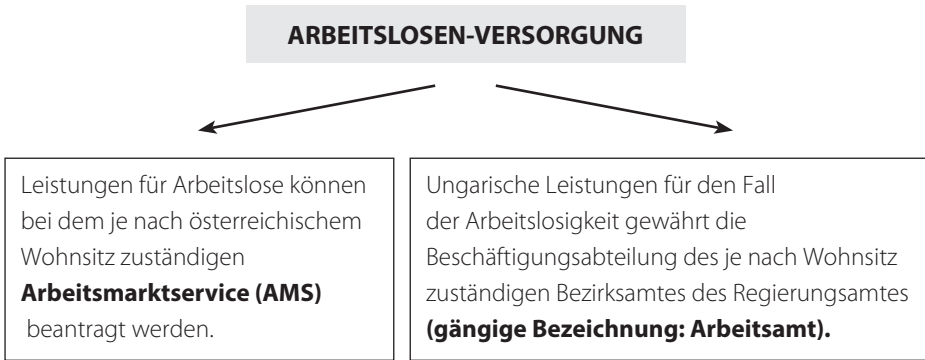 ARBEITSLOSEN-VERSORGUNG
Leistungen für Arbeitslose können
bei dem je nach österreichischem
Wohnsitz zuständigen
Arbeitsmarktservice (AMS)
beantragt werden.
Ungarische Leistungen für den Fall
der Arbeitslosigkeit gewährt die
Beschäftigungsabteilung des je nach Wohnsitz
zuständigen Bezirksamtes des Regierungsamtes
(gängige Bezeichnung: Arbeitsamt).